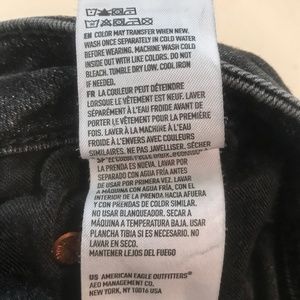 EN COLOR MAY TRANSFER WHEN NEW.
WASH ONCE SEPARATELY IN COLD WATER
BEFORE WEARING. MACHINE WASH COLD
INSIDE OUT WITH LIKE COLORS. DO NOT
BLEACH. TUMBLE DRY LOW. COOL IRON
IF NEEDED.
FR LA COULEUR PEUT DÉTEINDRE
LORSQUE LE VÊTEMENT EST NEUF. LAVER
SÉPARÉMENT À L'EAU FROIDE AVANT DE
PORTER LE VÊTEMENT POUR LA PREMIÈRE
FOIS. LAVER À LA MACHINE À L'EAU
FROIDE À L'ENVERS AVEC COULEURS
SIMILAIRES. NE PAS JAVELLISER. SÉCHER
LA PRENDA ES NUEVA. LAVAR POR
SEPARADO CON AGUA FRÍA ANTES
DE USAR POR PRIMERA VEZ. LAVAR
A MÁQUINA CON AGUA FRÍA, CON EL
INTERIOR DE LA PRENDA HACIA AFUERA
Y CON PRENDAS DE COLOR SIMILAR.
NO USAR BLANQUEADOR. SECAR A
MÁQUINA A TEMPERATURA BAJA. USAR
PLANCHA TIBIA SI ES NECESARIO. NO
LAVAR EN SECO.
MANTENER LEJOS DEL FUEGO
US AMERICAN EAGLE OUTFITTERS®
AEO MANAGEMENT CO.
NEW YORK, NY 10016 USA